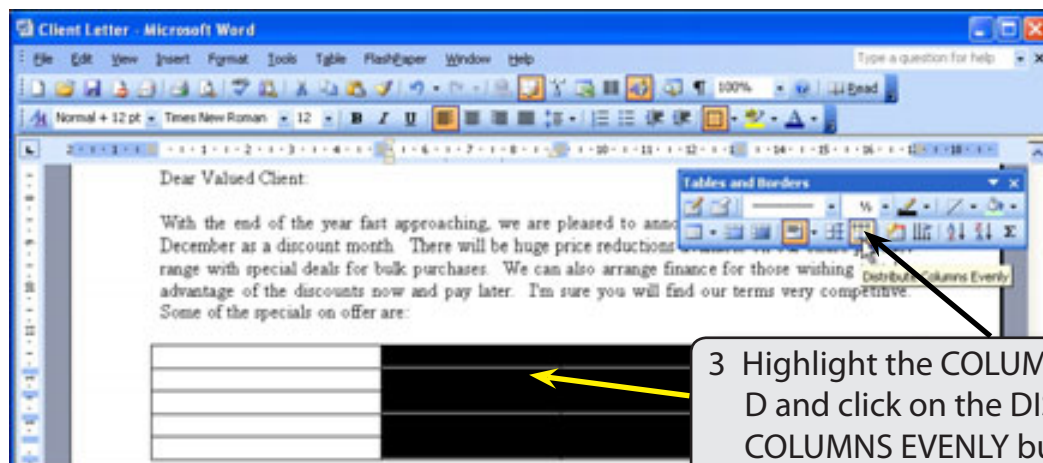 Client Letter - Microsoft Word
File Edit View Insert Format Tools Table FlashPaper Window Help Type a question for help
100% Read
Normal + 12 pt Times New Roman 12 B I U
Dear Valued Client:
Tables and Borders
With the end of the year fast approaching, we are pleased to
December as a discount month. There will be huge price reductions
range with special deals for bulk purchases. We can also arrange finance for those wishing
Distribute Columns Evenly
advantage of the discounts now and pay later. I'm sure you will find our terms very competitive.
Some of the specials on offer are:
3 Highlight the COLUM
D and click on the DI
COLUMNS EVENLY bu